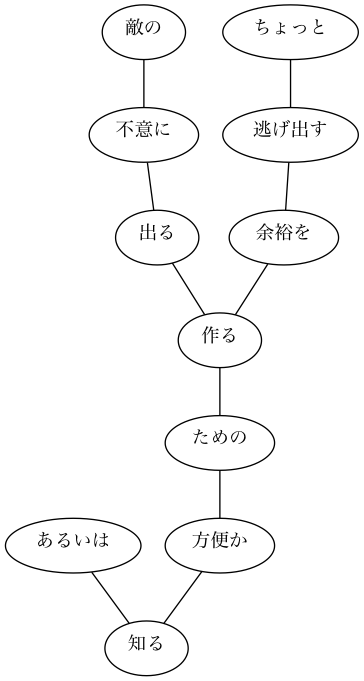 敵の
ちょっと
不意に
逃げ出す
出る
余裕を
作る
ための
あるいは
方便か
知る